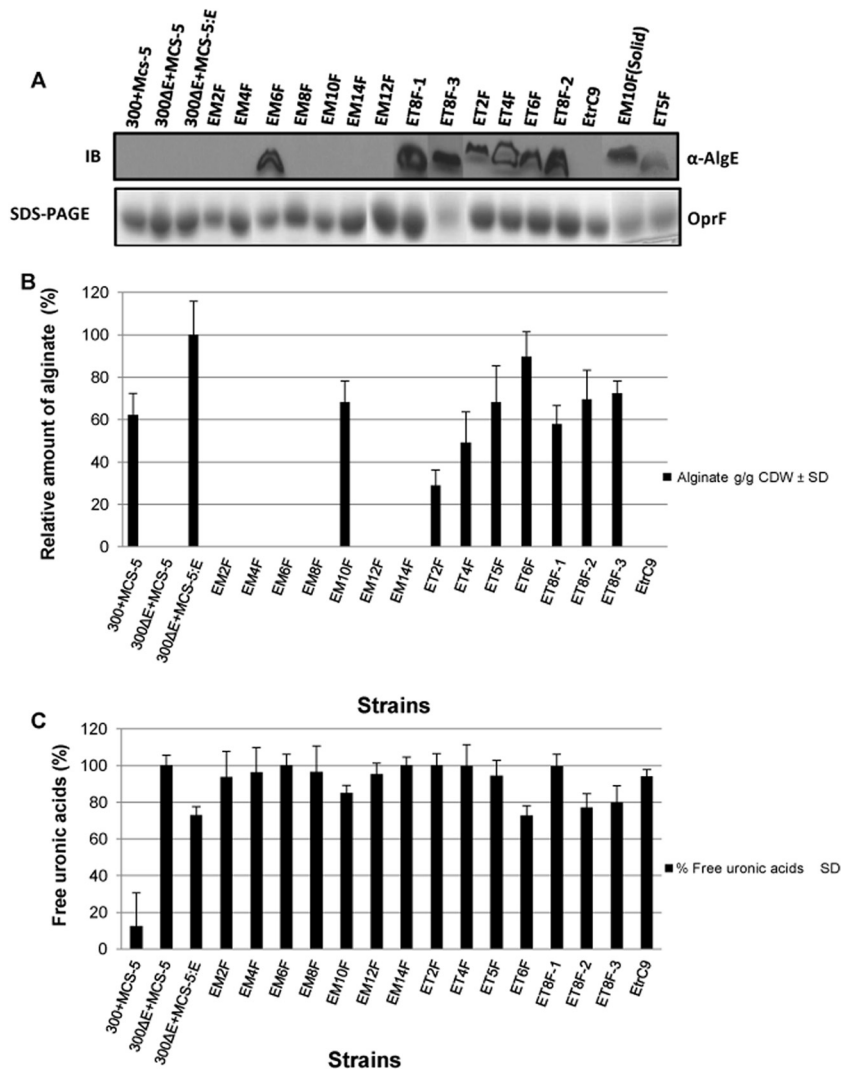 A
300+Mcs-5
300ΔE+MCS-5
300ΔE+MCS-5:E
EM2F
EM4F
EM6F
EM8F
EM10F
EM14F
EM12F
ET8F-1
ET8F-3
ET2F
ET4F
ET6F
ET8F-2
EtrC9
EM10F(Solid)
ET5F
IB
α-AlgE
SDS-PAGE
OprF
B
Relative amount of alginate (%)
120
100
80
60
40
20
0
Alginate g/g CDW ± SD
300+MCS-5
300ΔE+MCS-5
300ΔE+MCS-5:E
EM2F
EM4F
EM6F
EM8F
EM10F
EM12F
EM14F
ET2F
ET4F
ET5F
ET6F
ET8F-1
ET8F-2
ET8F-3
EtrC9
Strains
C
Free uronic acids (%)
120
100
80
60
40
20
0
% Free uronic acids SD
300+MCS-5
300ΔE+MCS-5
300ΔE+MCS-5:E
EM2F
EM4F
EM6F
EM8F
EM10F
EM12F
EM14F
ET2F
ET4F
ET5F
ET6F
ET8F-1
ET8F-2
ET8F-3
EtrC9
Strains